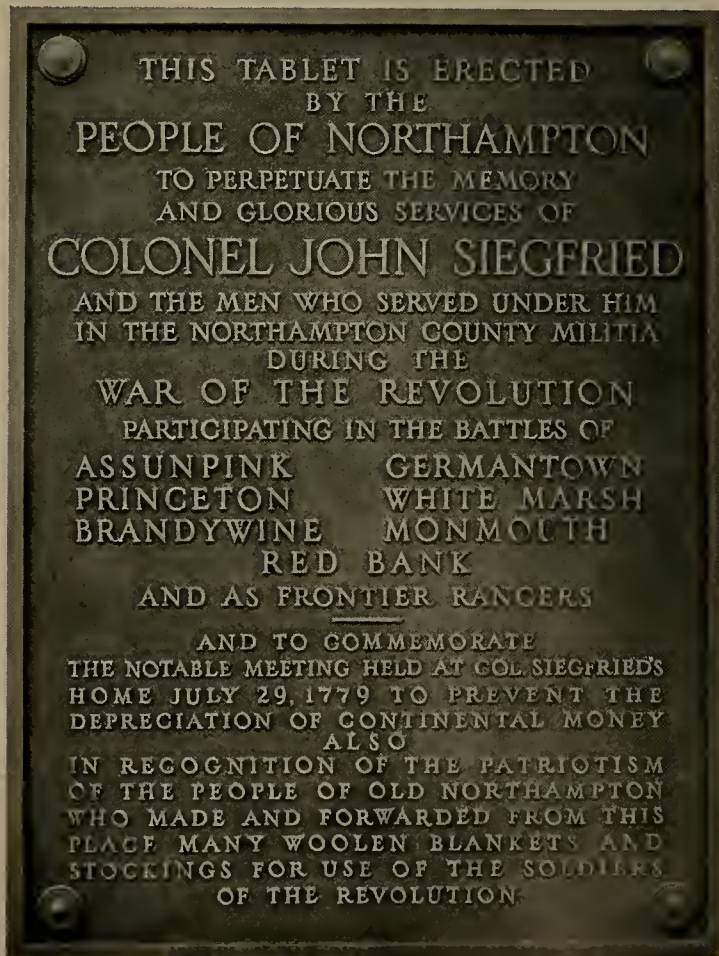 THIS TABLET IS ERECTED
BY THE
PEOPLE OF NORTHAMPTON
TO PERPETUATE THE MEMORY
AND GLORIOUS SERVICES OF
COLONEL JOHN SIEGFRIED
AND THE MEN WHO SERVED UNDER HIM
IN THE NORTHAMPTON COUNTY MILITIA
DURING THE
WAR OF THE REVOLUTION
PARTICIPATING IN THE BATTLES OF
ASSUNPINK GERMANTOWN
PRINCETON WHITE MARSH
BRANDYWINE MONMOUTH
RED BANK
AND AS FRONTIER RANGERS
AND TO COMMEMORATE
THE NOTABLE MEETING HELD AT COL. SIEGFRIED'S
HOME JULY 29, 1779 TO PREVENT THE
DEPRECIATION OF CONTINENTAL MONEY
ALSO
IN RECOGNITION OF THE PATRIOTISM
OF THE PEOPLE OF OLD NORTHAMPTON
WHO MADE AND FORWARDED FROM THIS
PLACE MANY WOOLEN BLANKETS AND
STOCKINGS FOR USE OF THE SOLDIERS
OF THE REVOLUTION